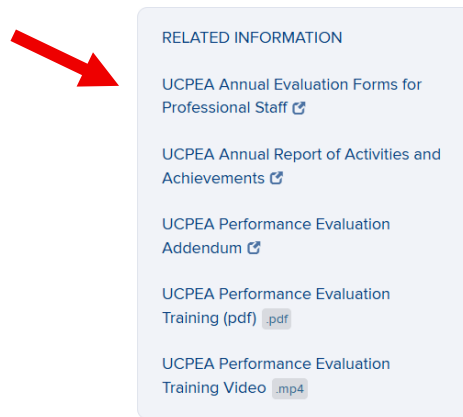 RELATED INFORMATION
UCPEA Annual Evaluation Forms for
Professional Staff
UCPEA Annual Report of Activities and
Achievements
UCPEA Performance Evaluation
Addendum
UCPEA Performance Evaluation
Training (pdf) .pdf
UCPEA Performance Evaluation
Training Video .mp4